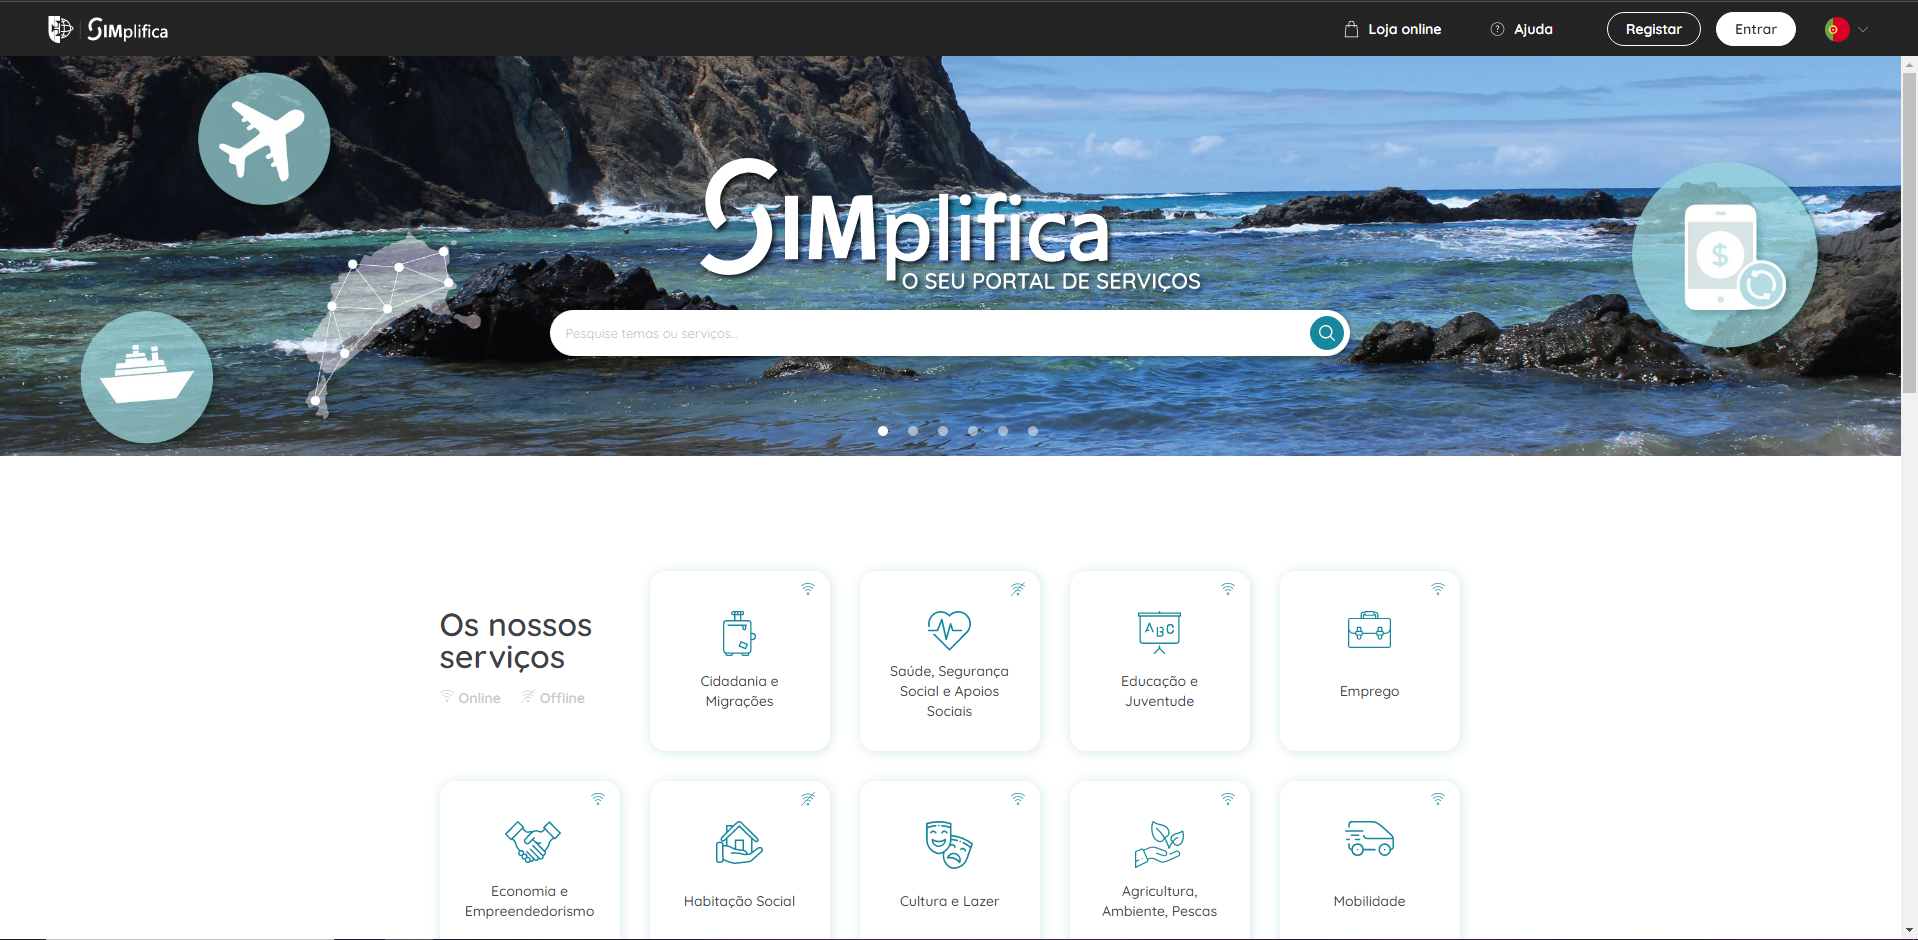 SIMplifica
Loja online
Ajuda
Registar
Entrar
SIMplifica
O SEU PORTAL DE SERVIÇOS
Pesquise temas ou serviços...
Os nossos
serviços
Online
Offline
Cidadania e
Migrações
Saúde, Segurança
Social e Apoios
Sociais
ABC
Educação e
Juventude
Emprego
Economia e
Empreendedorismo
Habitação Social
Cultura e Lazer
Agricultura,
Ambiente, Pescas
Mobilidade